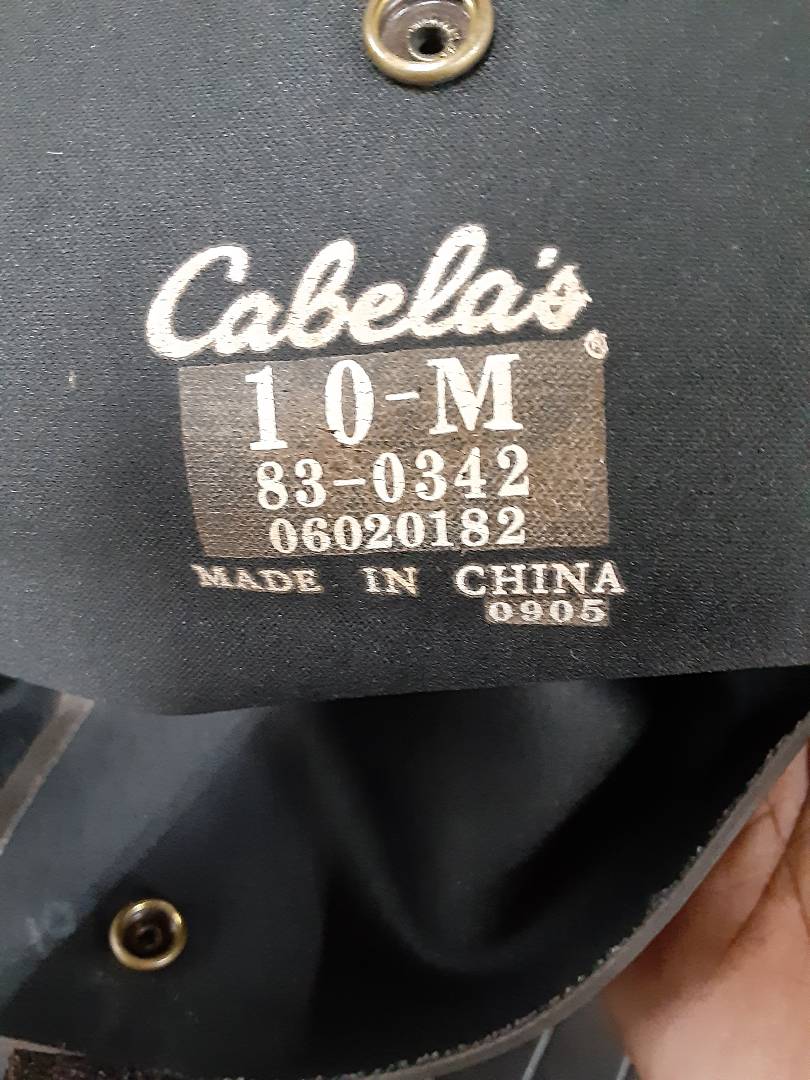 Cabela's®
10-M
83-0342
06020182
MADE IN CHINA
0905